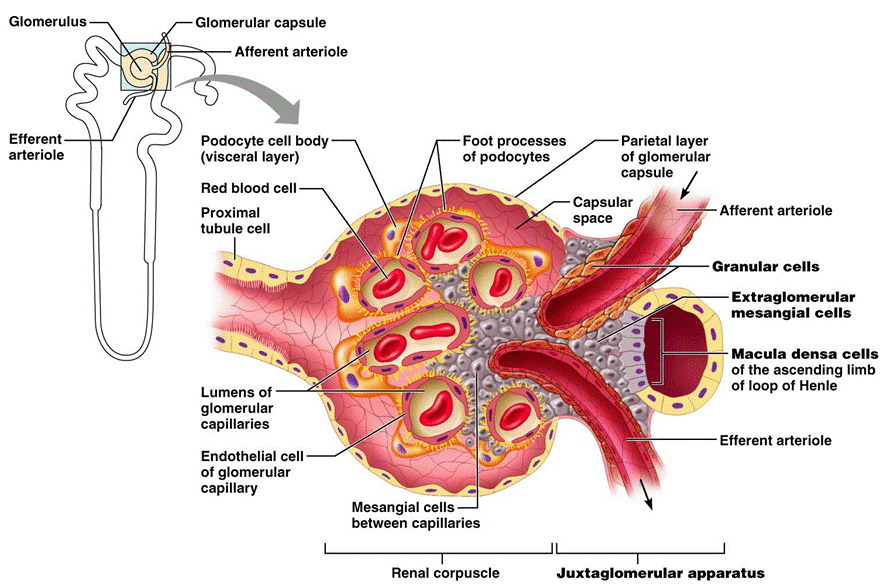 Glomerulus
Glomerular capsule
Afferent arteriole
Efferent
arteriole
Podocyte cell body
(visceral layer)
Foot processes
of podocytes
Parietal layer
of glomerular
capsule
Red blood cell
Capsular
space
Proximal
tubule cell
Afferent arteriole
Granular cells
Extraglomerular
mesangial cells
Macula densa cells
of the ascending limb
of loop of Henle
Lumens of
glomerular
capillaries
Efferent arteriole
Endothelial cell
of glomerular
capillary
Mesangial cells
between capillaries
Renal corpuscle
Juxtaglomerular apparatus